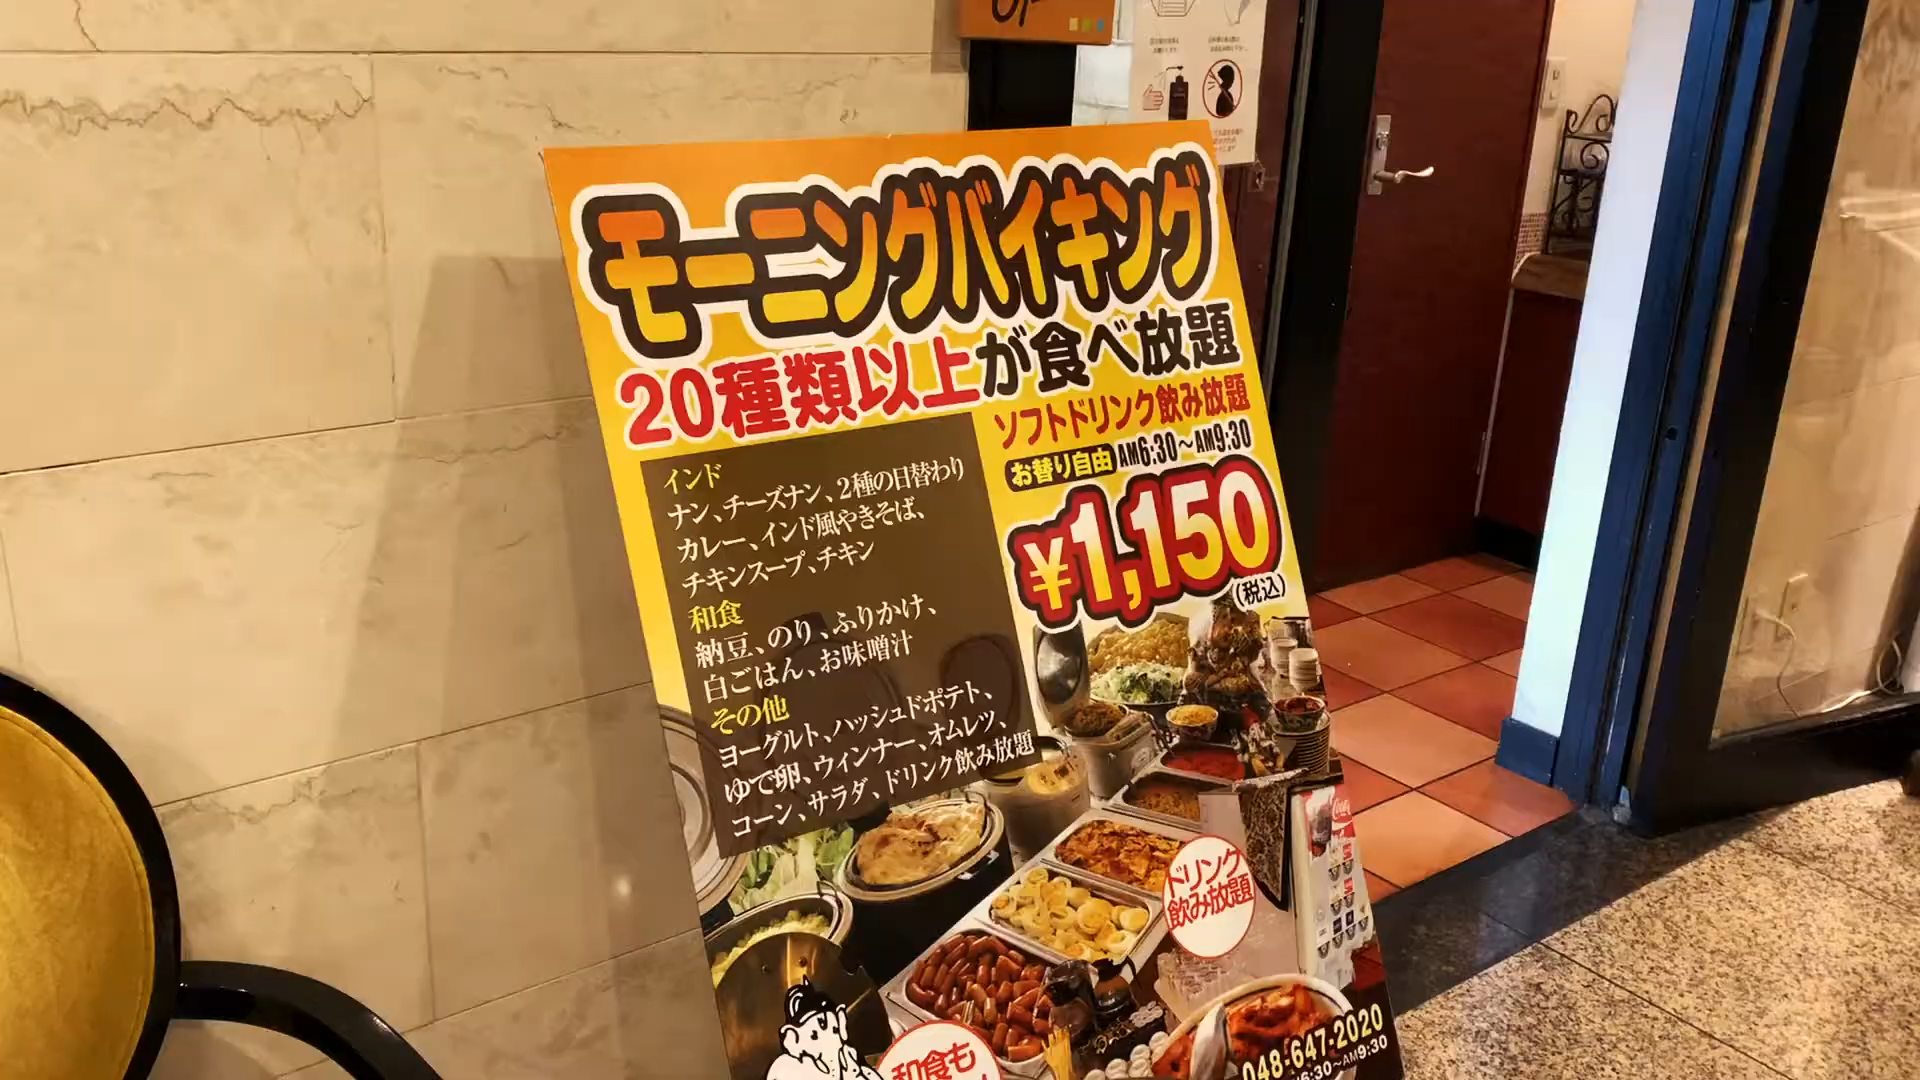 モーニングバイキング
20種類以上が食べ放題
ソフトドリンク飲み放題
お替り自由 AM6:30～AM9:30
¥1,150
(税込)
インド
ナン、チーズナン、2種の日替わり
カレー、インド風やきそば、
チキンスープ、チキン
和食
納豆、のり、ふりかけ、
白ごはん、お味噌汁
その他
ヨーグルト、ハッシュドポテト、
ゆで卵、ウィンナー、オムレツ、
コーン、サラダ、ドリンク飲み放題
ドリンク
飲み放題
和食も
048-647-2020
6:30～AM9:30